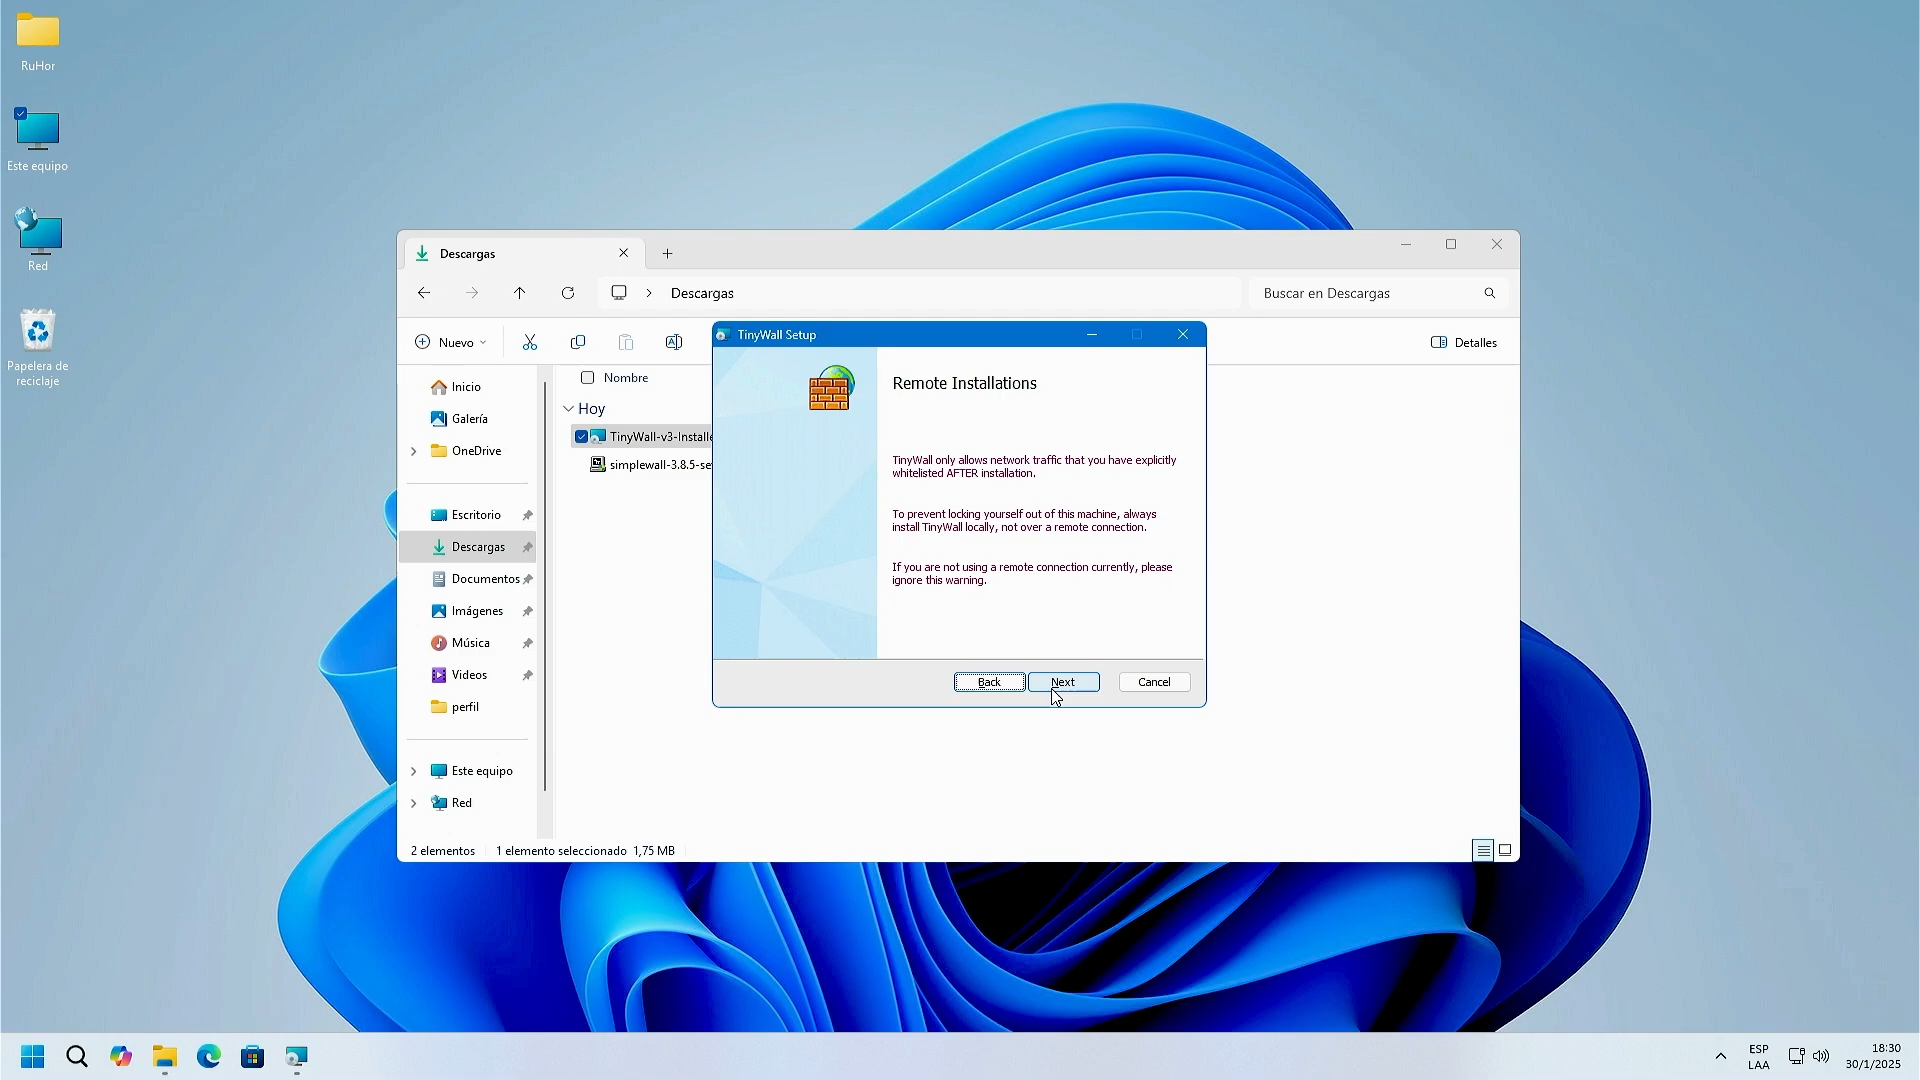 RuHor
Este equipo
Red
Papelera de
reciclaje
Descargas
Descargas
Buscar en Descargas
Nuevo
Detalles
Inicio
Galería
OneDrive
Escritorio
Descargas
Documentos
Imágenes
Música
Videos
perfil
Este equipo
Red
Nombre
Hoy
TinyWall-v3-Installe
simplewall-3.8.5-se
2 elementos
1 elemento seleccionado 1,75 MB
TinyWall Setup
Remote Installations
TinyWall only allows network traffic that you have explicitly
whitelisted AFTER installation.
To prevent locking yourself out of this machine, always
install TinyWall locally, not over a remote connection.
If you are not using a remote connection currently, please
ignore this warning.
Back
Next
Cancel
ESP
LAA
18:30
30/1/2025